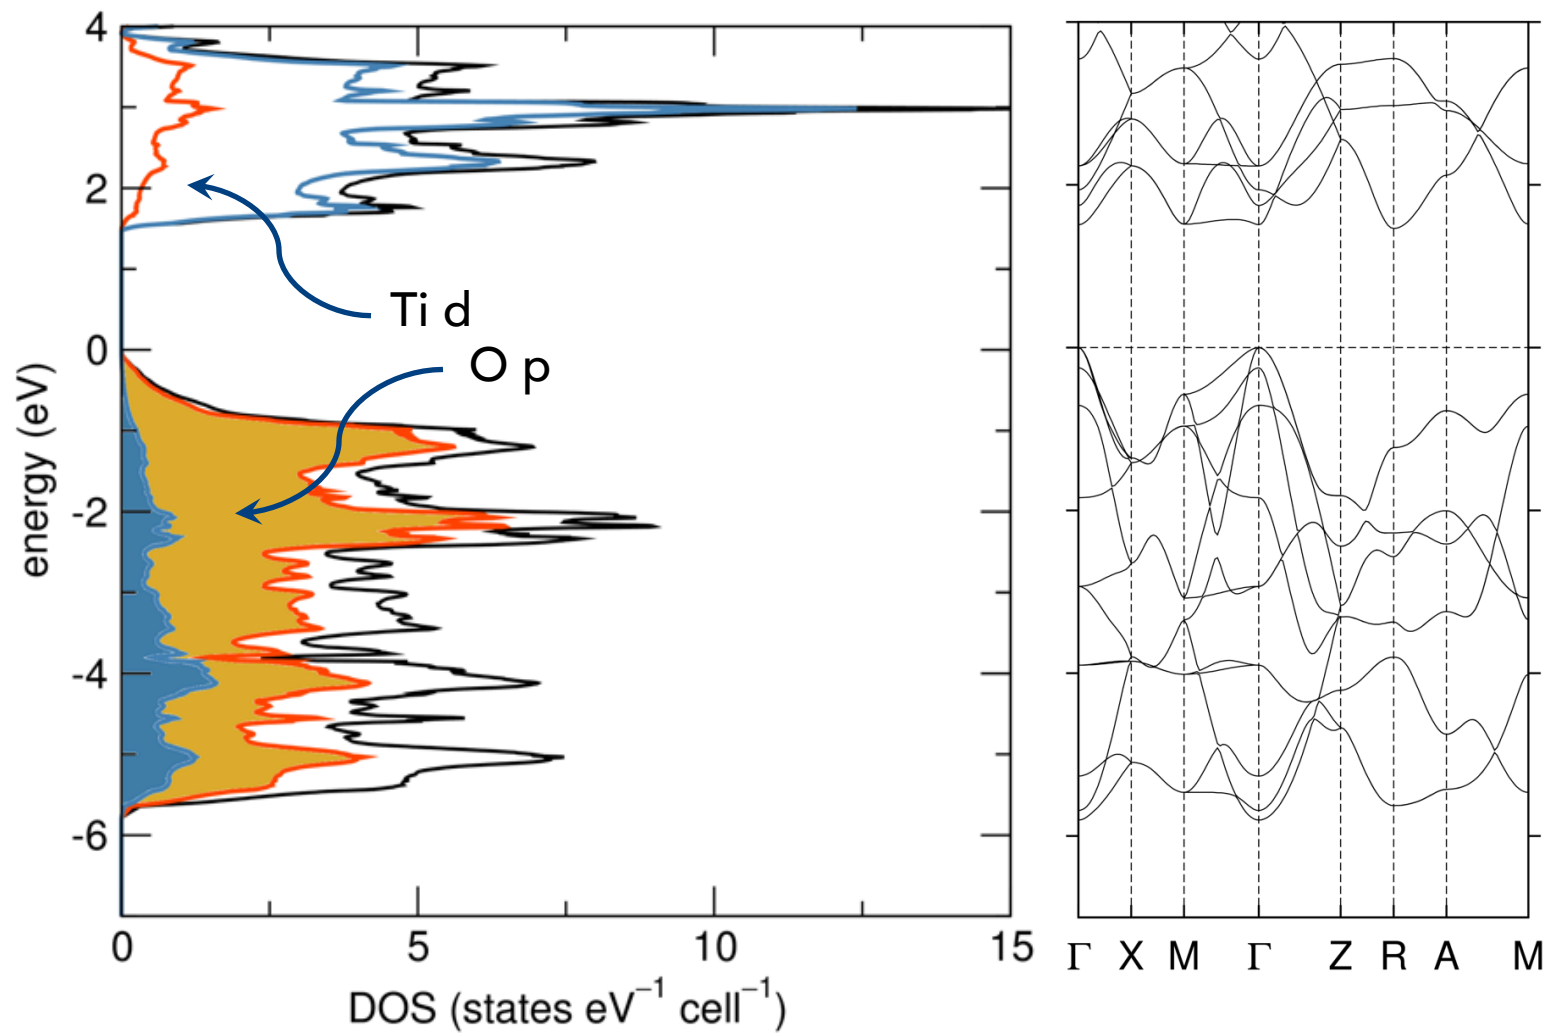 4
2
Ti d
0
O p
energy (eV)
-2
-4
-6
0 5 10 15
Γ X M Γ Z R A M
DOS (states eV⁻¹ cell⁻¹)